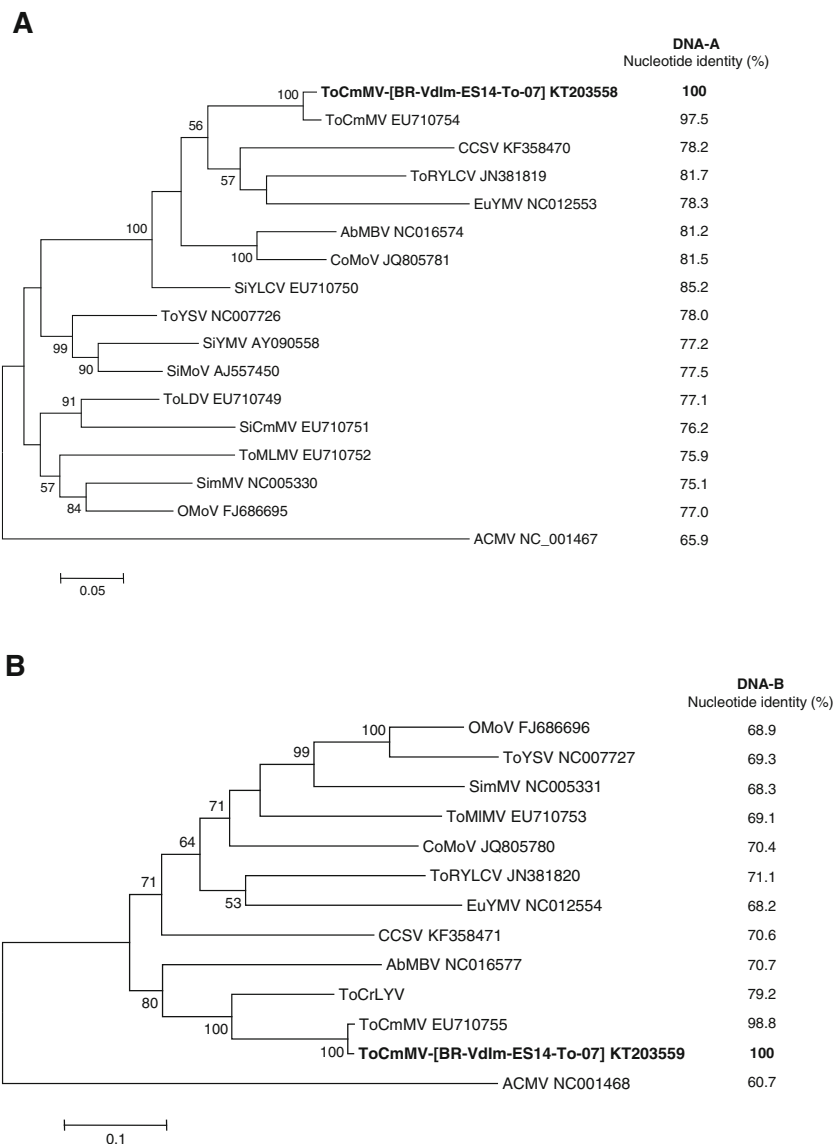 A
DNA-A
Nucleotide identity (%)
100 ToCmMV-[BR-Vdlm-ES14-To-07] KT203558 100
ToCmMV EU710754 97.5
56
CCSV KF358470 78.2
57
ToRYLCV JN381819 81.7
EuYMV NC012553 78.3
100
AbMBV NC016574 81.2
100
CoMoV JQ805781 81.5
SiYLCV EU710750 85.2
ToYSV NC007726 78.0
99
SiYMV AY090558 77.2
90
SiMoV AJ557450 77.5
91
ToLDV EU710749 77.1
SiCmMV EU710751 76.2
ToMLMV EU710752 75.9
57
SimMV NC005330 75.1
84
OMoV FJ686695 77.0
ACMV NC_001467 65.9
0.05
B
DNA-B
Nucleotide identity (%)
100
OMoV FJ686696 68.9
99
ToYSV NC007727 69.3
SimMV NC005331 68.3
71
ToMlMV EU710753 69.1
64
CoMoV JQ805780 70.4
ToRYLCV JN381820 71.1
71
53
EuYMV NC012554 68.2
CCSV KF358471 70.6
AbMBV NC016577 70.7
80
ToCrLYV 79.2
100
ToCmMV EU710755 98.8
100 ToCmMV-[BR-Vdlm-ES14-To-07] KT203559 100
ACMV NC001468 60.7
0.1